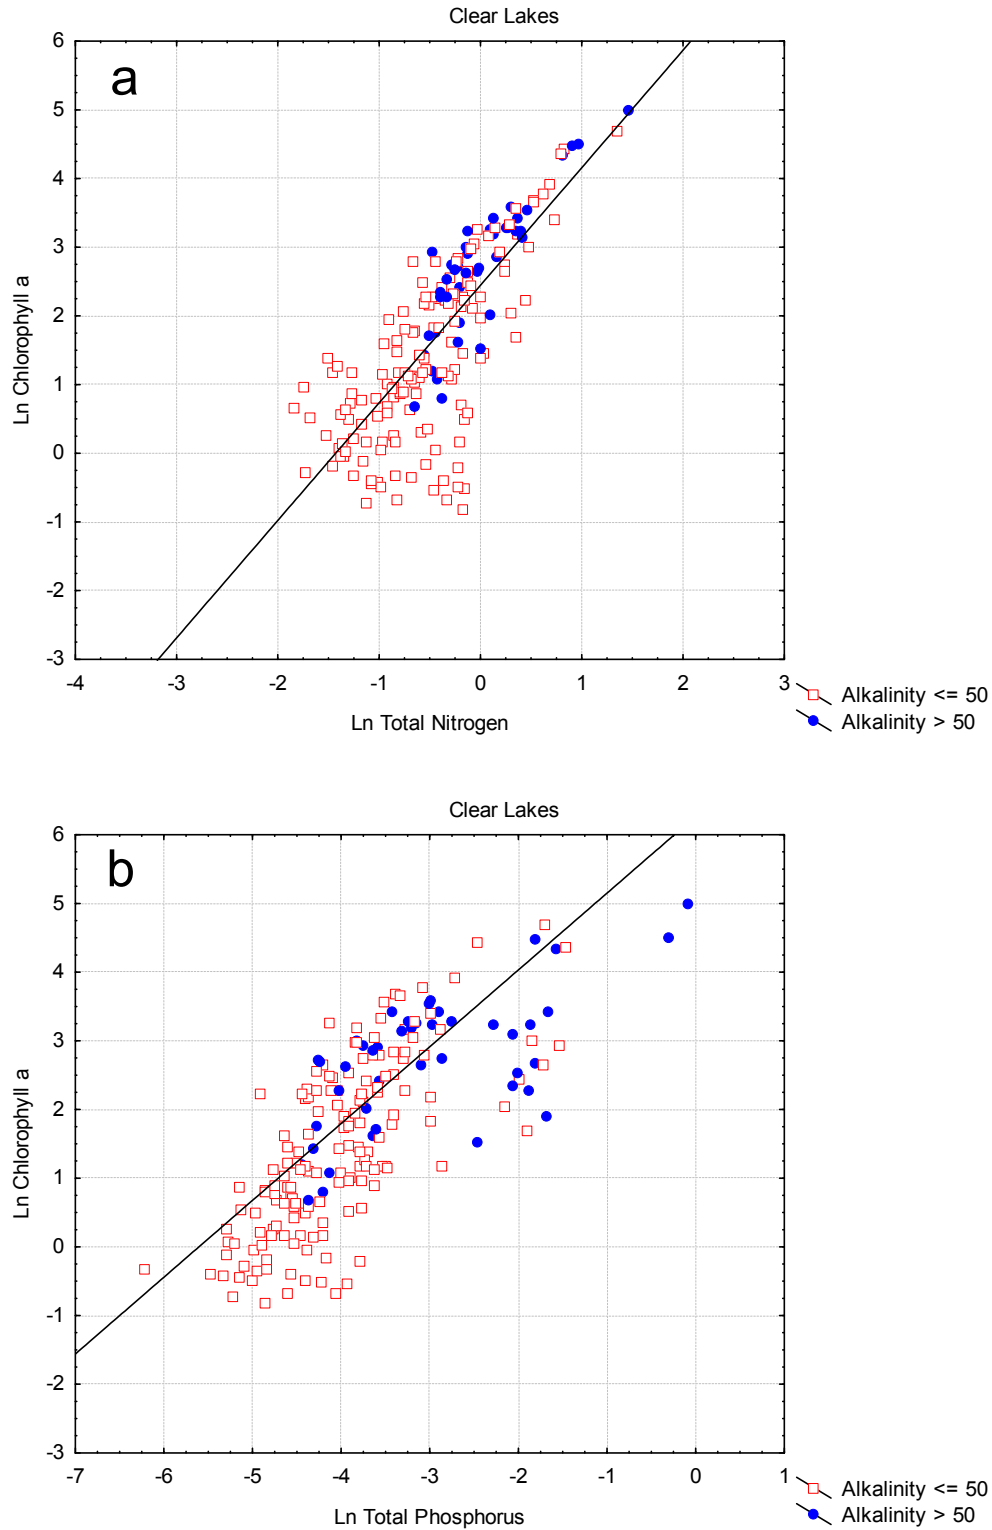 Clear Lakes
a
6
5
4
3
2
1
0
-1
-2
-3
Ln Chlorophyll a
-4 -3 -2 -1 0 1 2 3
Ln Total Nitrogen
Alkalinity <= 50
Alkalinity > 50
Clear Lakes
b
6
5
4
3
2
1
0
-1
-2
-3
Ln Chlorophyll a
-7 -6 -5 -4 -3 -2 -1 0 1
Ln Total Phosphorus
Alkalinity <= 50
Alkalinity > 50